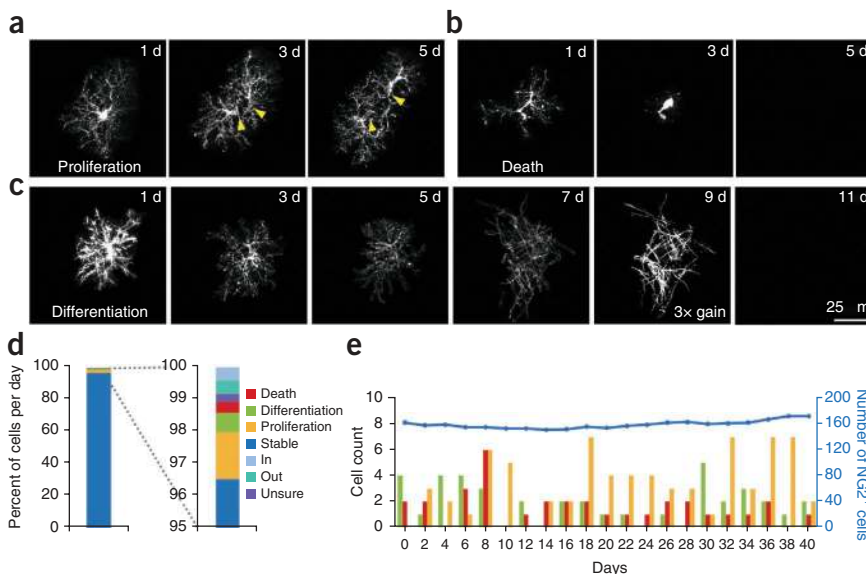 a
b
1 d
3 d
5 d
1 d
3 d
5 d
Proliferation
Death
c
1 d
3 d
5 d
7 d
9 d
11 d
Differentiation
3× gain
25 m
d
e
Percent of cells per day
100
80
60
40
20
0
100
99
98
97
96
95
Death
Differentiation
Proliferation
Stable
In
Out
Unsure
Cell count
10
8
6
4
2
0
200
160
120
80
40
0
Number of NG2+ cells
0 2 4 6 8 10 12 14 16 18 20 22 24 26 28 30 32 34 36 38 40
Days